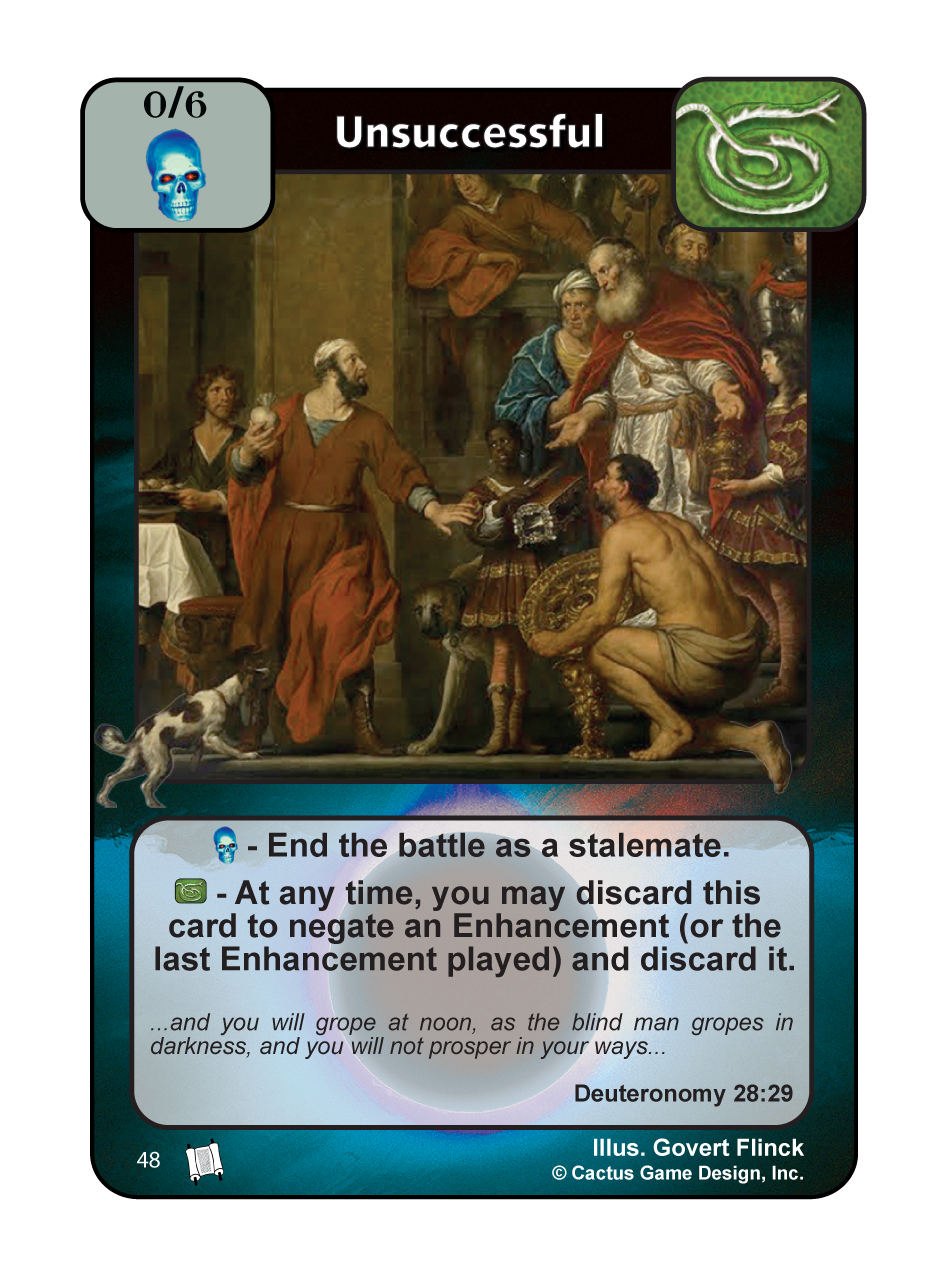 0/6
Unsuccessful
- End the battle as a stalemate.
- At any time, you may discard this
card to negate an Enhancement (or the
last Enhancement played) and discard it.
...and you will grope at noon, as the blind man gropes in
darkness, and you will not prosper in your ways...
Deuteronomy 28:29
48
Illus. Govert Flinck
© Cactus Game Design, Inc.